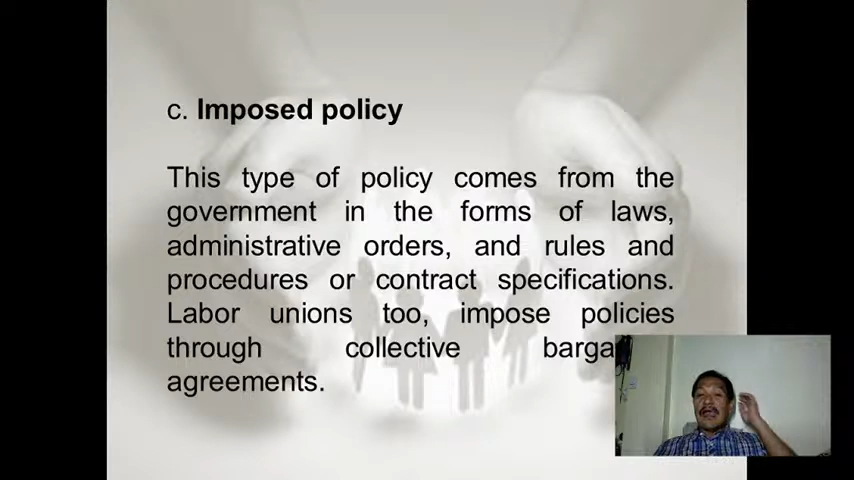 c. Imposed policy
This type of policy comes from the
government in the forms of laws,
administrative orders, and rules and
procedures or contract specifications.
Labor unions too, impose policies
through collective
agreements.